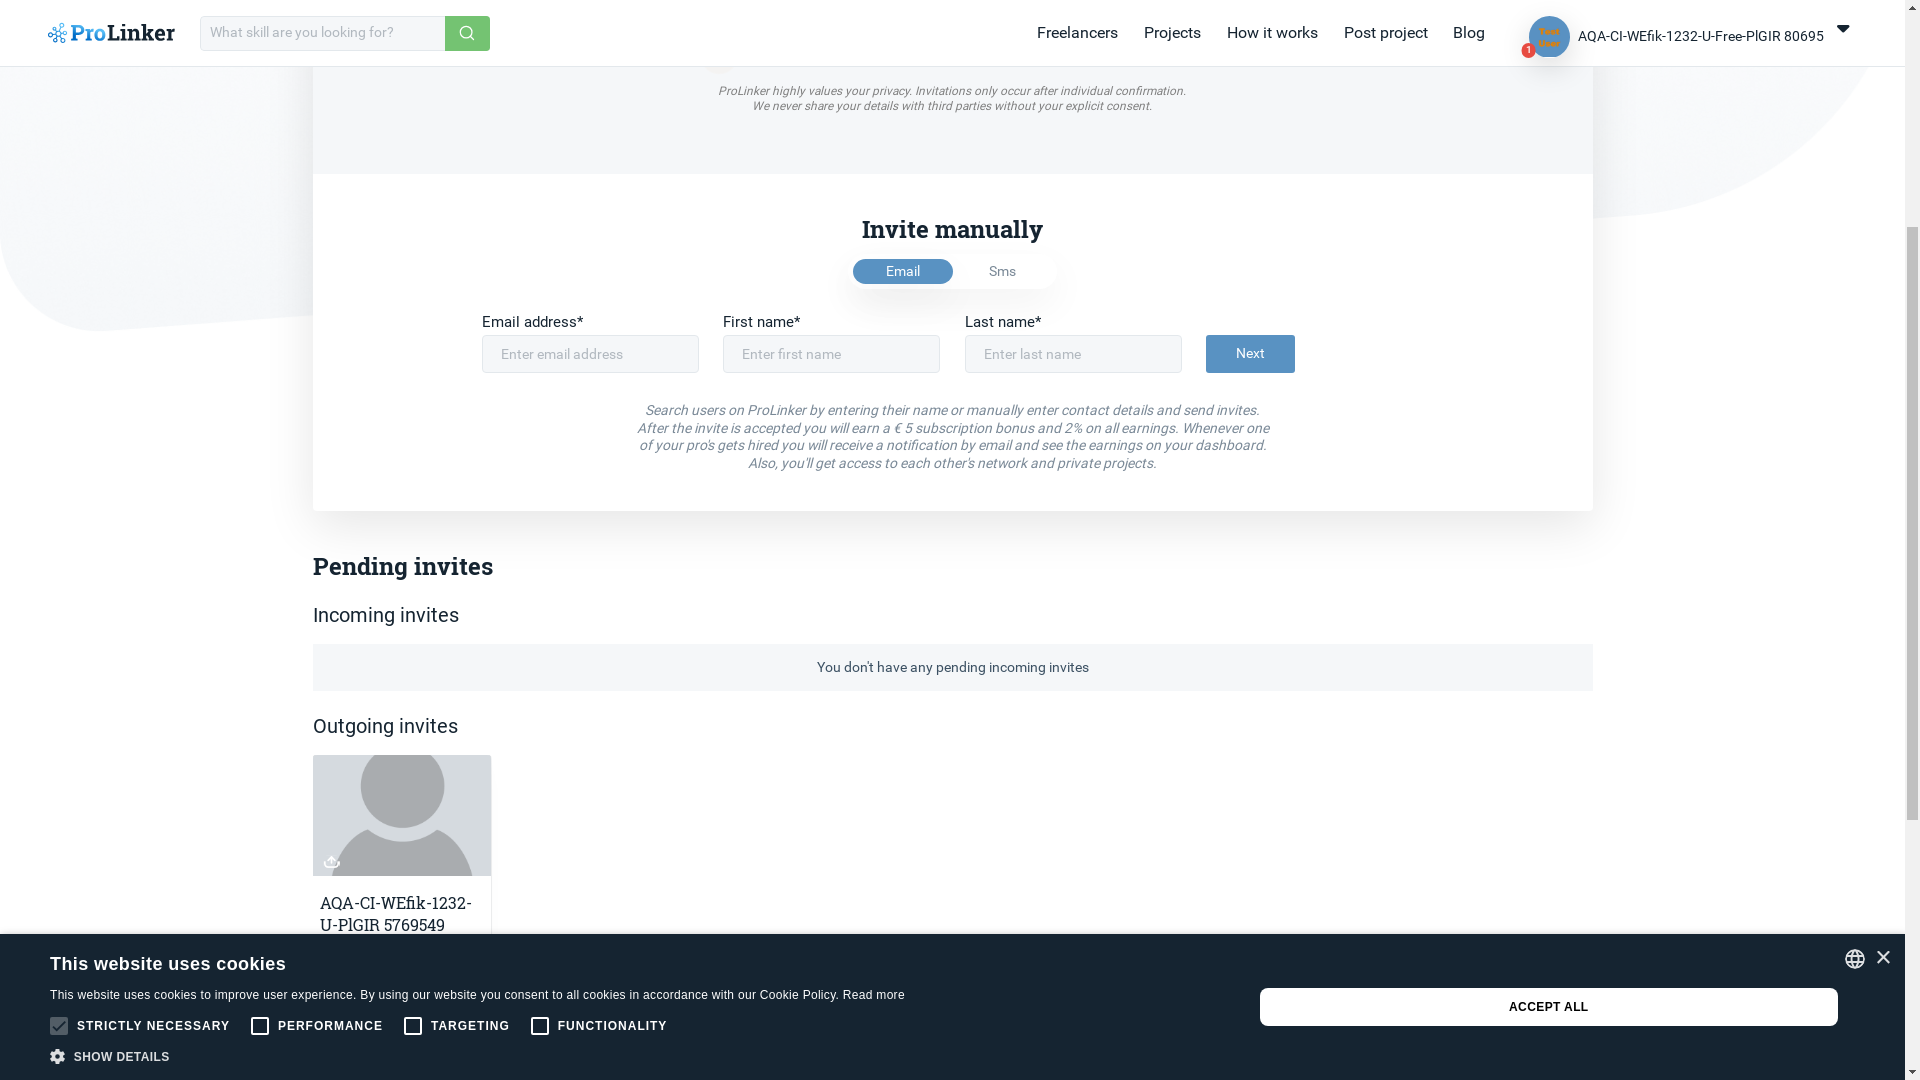 ProLinker
What skill are you looking for?
Freelancers
Projects
How it works
Post project
Blog
1
AQA-CI-WEfik-1232-U-Free-PlGIR 80695
ProLinker highly values your privacy. Invitations only occur after individual confirmation.
We never share your details with third parties without your explicit consent.
Invite manually
Email
Sms
Email address*
First name*
Last name*
Enter email address
Enter first name
Enter last name
Next
Search users on ProLinker by entering their name or manually enter contact details and send invites.
After the invite is accepted you will earn a € 5 subscription bonus and 2% on all earnings. Whenever one
of your pro's gets hired you will receive a notification by email and see the earnings on your dashboard.
Also, you'll get access to each other's network and private projects.
Pending invites
Incoming invites
You don't have any pending incoming invites
Outgoing invites
AQA-CI-WEfik-1232-
U-PlGIR 5769549
This website uses cookies
This website uses cookies to improve user experience. By using our website you consent to all cookies in accordance with our Cookie Policy. Read more
STRICTLY NECESSARY
PERFORMANCE
TARGETING
FUNCTIONALITY
SHOW DETAILS
ACCEPT ALL